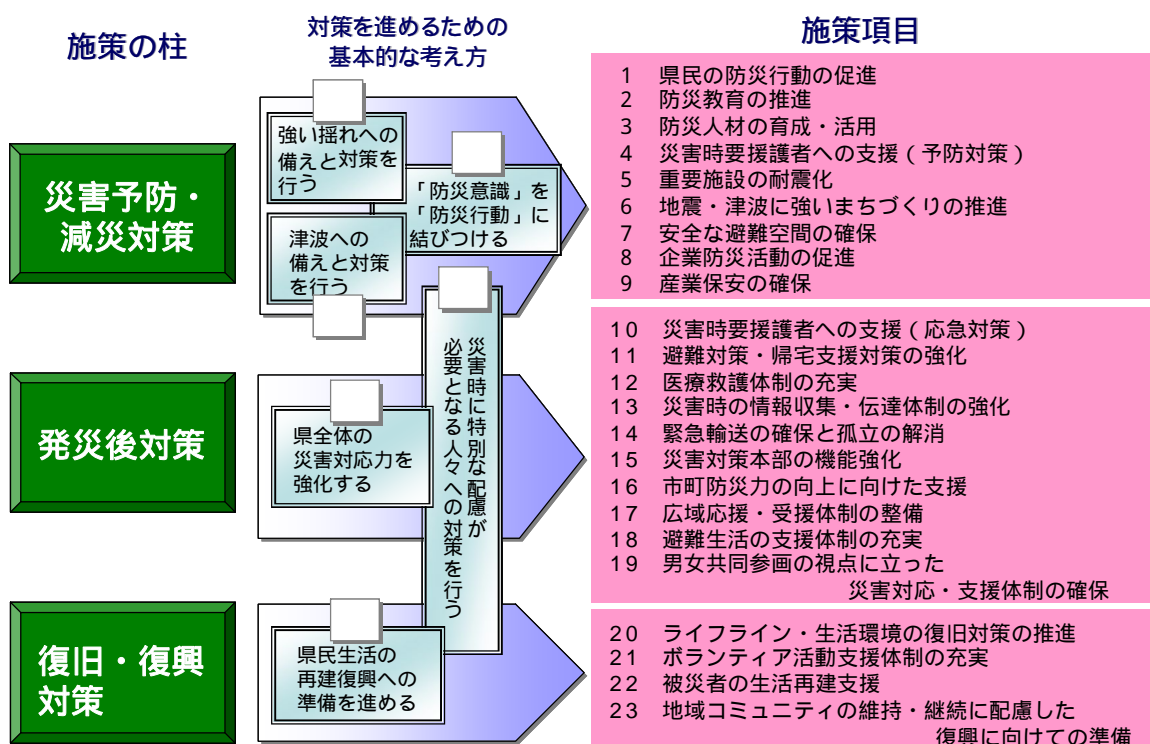 施策の柱
対策を進めるための
基本的な考え方
施策項目
災害予防・
減災対策
強い揺れへの
備えと対策を
行う
「防災意識」を
「防災行動」に
結びつける
津波への
備えと対策
を行う
1 県民の防災行動の促進
2 防災教育の推進
3 防災人材の育成・活用
4 災害時要援護者への支援(予防対策)
5 重要施設の耐震化
6 地震・津波に強いまちづくりの推進
7 安全な避難空間の確保
8 企業防災活動の促進
9 産業保安の確保
災害時に特別な配慮が
必要となる人々への対策を行う
発災後対策
県全体の
災害対応力を
強化する
10 災害時要援護者への支援(応急対策)
11 避難対策・帰宅支援対策の強化
12 医療救護体制の充実
13 災害時の情報収集・伝達体制の強化
14 緊急輸送の確保と孤立の解消
15 災害対策本部の機能強化
16 市町防災力の向上に向けた支援
17 広域応援・受援体制の整備
18 避難生活の支援体制の充実
19 男女共同参画の視点に立った
災害対応・支援体制の確保
復旧・復興
対策
県民生活の
再建復興への
準備を進める
20 ライフライン・生活環境の復旧対策の推進
21 ボランティア活動支援体制の充実
22 被災者の生活再建支援
23 地域コミュニティの維持・継続に配慮した
復興に向けての準備